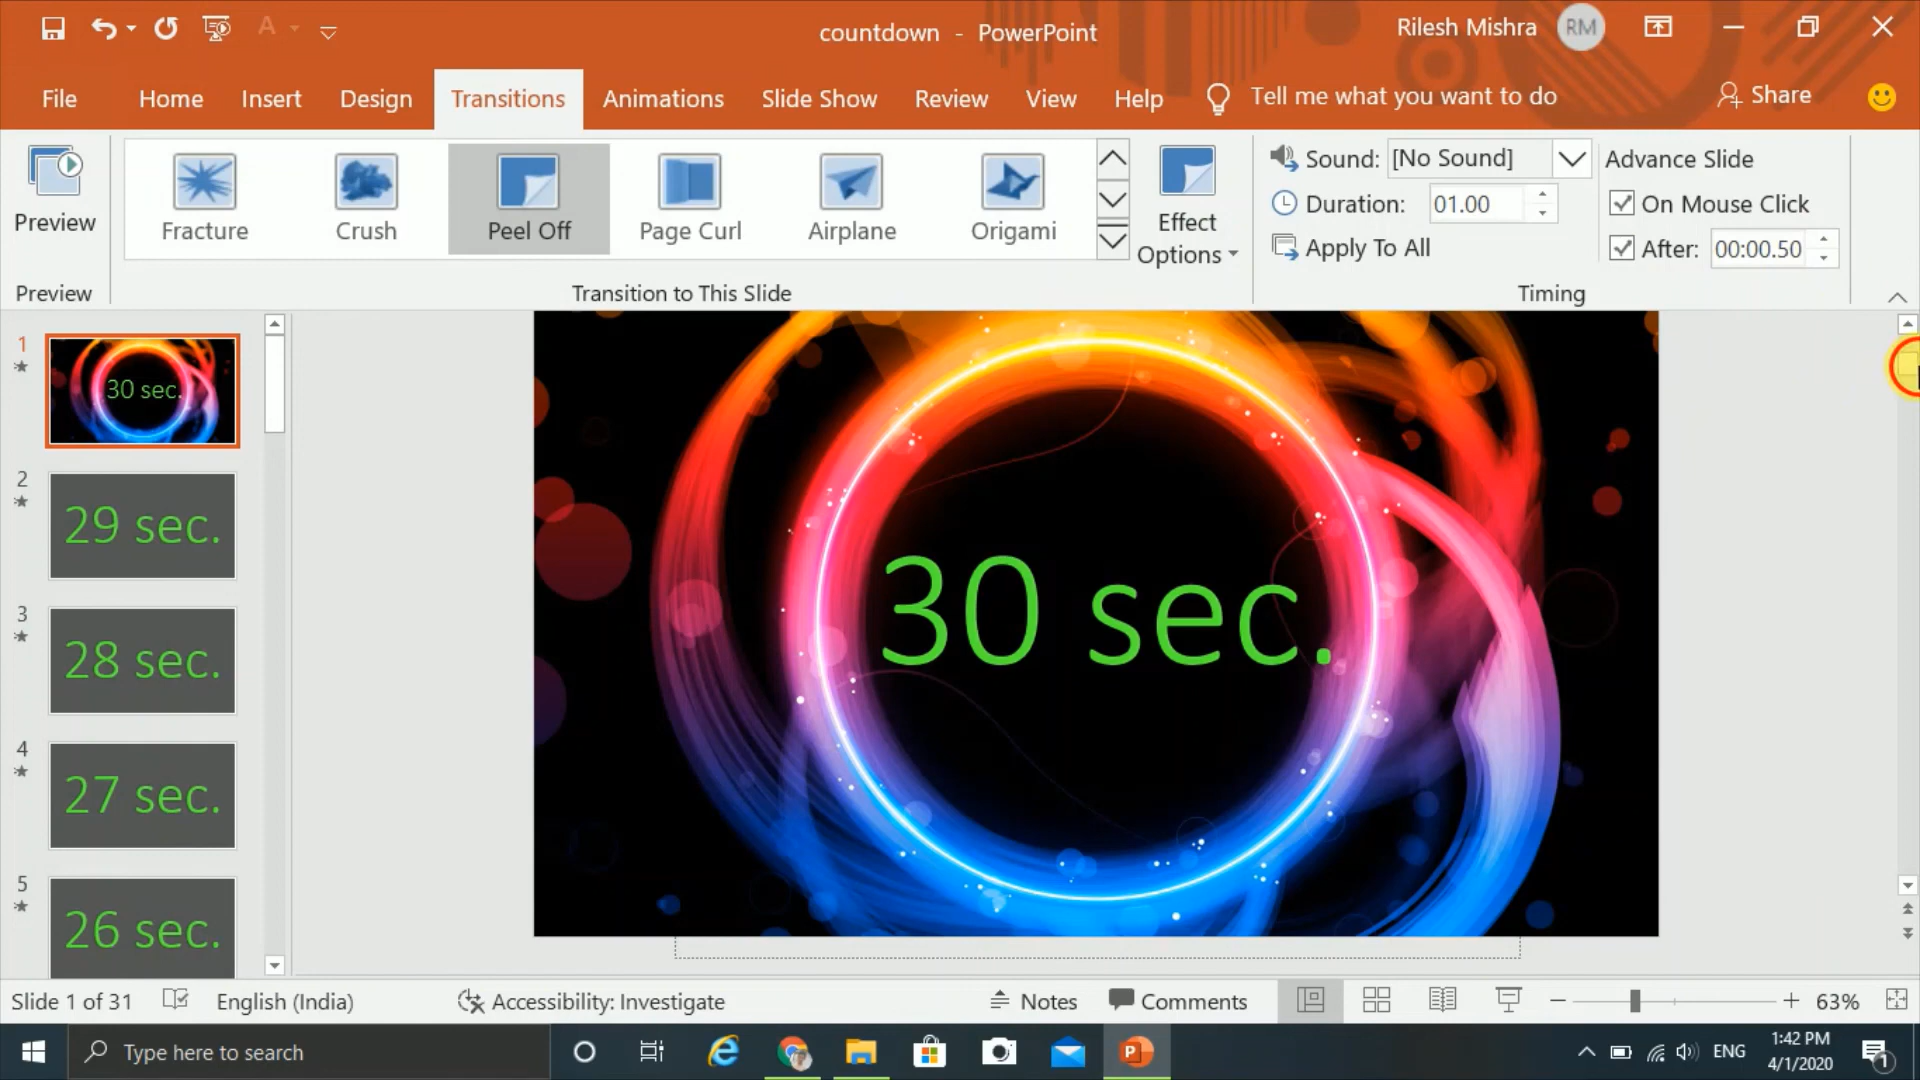 countdown - PowerPoint
Rilesh Mishra RM
File Home Insert Design Transitions Animations Slide Show Review View Help Tell me what you want to do Share
Preview
Fracture Crush Peel Off Page Curl Airplane Origami
Effect
Options
Sound: [No Sound]
Duration: 01.00
Apply To All
Advance Slide
On Mouse Click
After: 00:00.50
Preview Transition to This Slide Timing
1
30 sec.
2
29 sec.
3
28 sec.
4
27 sec.
5
26 sec.
30 sec.
Slide 1 of 31 English (India) Accessibility: Investigate Notes Comments 63%
Type here to search
ENG
1:42 PM
4/1/2020
1